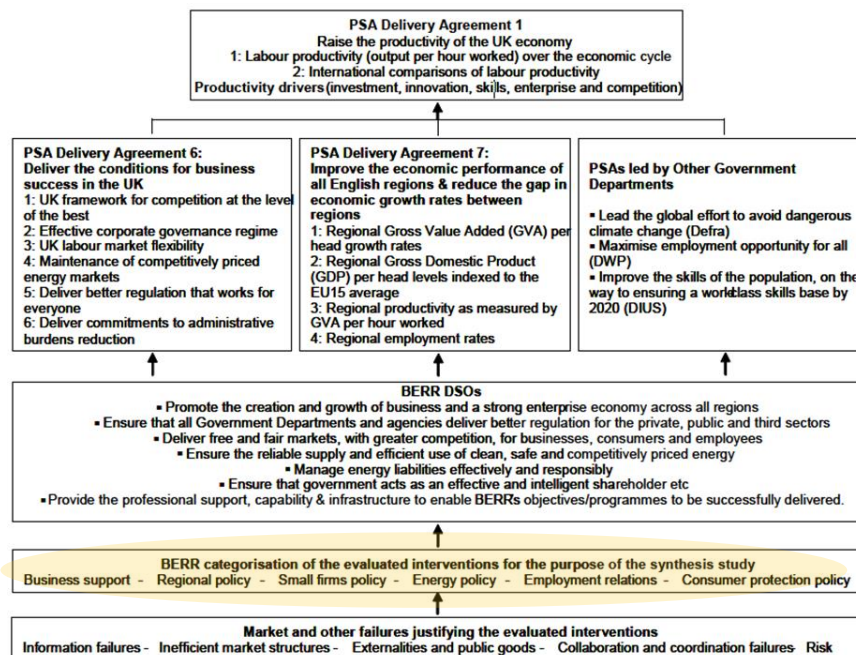 PSA Delivery Agreement 1
Raise the productivity of the UK economy
1: Labour productivity (output per hour worked) over the economic cycle
2: International comparisons of labour productivity
Productivity drivers (investment, innovation, skills, enterprise and competition)
PSA Delivery Agreement 6:
Deliver the conditions for business
success in the UK
1: UK framework for competition at the level
of the best
2: Effective corporate governance regime
3: UK labour market flexibility
4: Maintenance of competitively priced
energy markets
5: Deliver better regulation that works for
everyone
6: Deliver commitments to administrative
burdens reduction
PSA Delivery Agreement 7:
Improve the economic performance of
all English regions & reduce the gap in
economic growth rates between
regions
1: Regional Gross Value Added (GVA) per
head growth rates
2: Regional Gross Domestic Product
(GDP) per head levels indexed to the
EU15 average
3: Regional productivity as measured by
GVA per hour worked
4: Regional employment rates
PSAs led by Other Government
Departments
▪ Lead the global effort to avoid dangerous
climate change (Defra)
▪ Maximise employment opportunity for all
(DWP)
▪ Improve the skills of the population, on the
way to ensuring a world class skills base by
2020 (DIUS)
BERR DSOs
▪ Promote the creation and growth of business and a strong enterprise economy across all regions
▪ Ensure that all Government Departments and agencies deliver better regulation for the private, public and third sectors
▪ Deliver free and fair markets, with greater competition, for businesses, consumers and employees
▪ Ensure the reliable supply and efficient use of clean, safe and competitively priced energy
▪ Manage energy liabilities effectively and responsibly
▪ Ensure that government acts as an effective and intelligent shareholder etc
▪ Provide the professional support, capability & infrastructure to enable BERRs objectives/programmes to be successfully delivered.
BERR categorisation of the evaluated interventions for the purpose of the synthesis study
Business support - Regional policy - Small firms policy - Energy policy - Employment relations - Consumer protection policy
Market and other failures justifying the evaluated interventions
Information failures - Inefficient market structures - Externalities and public goods - Collaboration and coordination failures - Risk